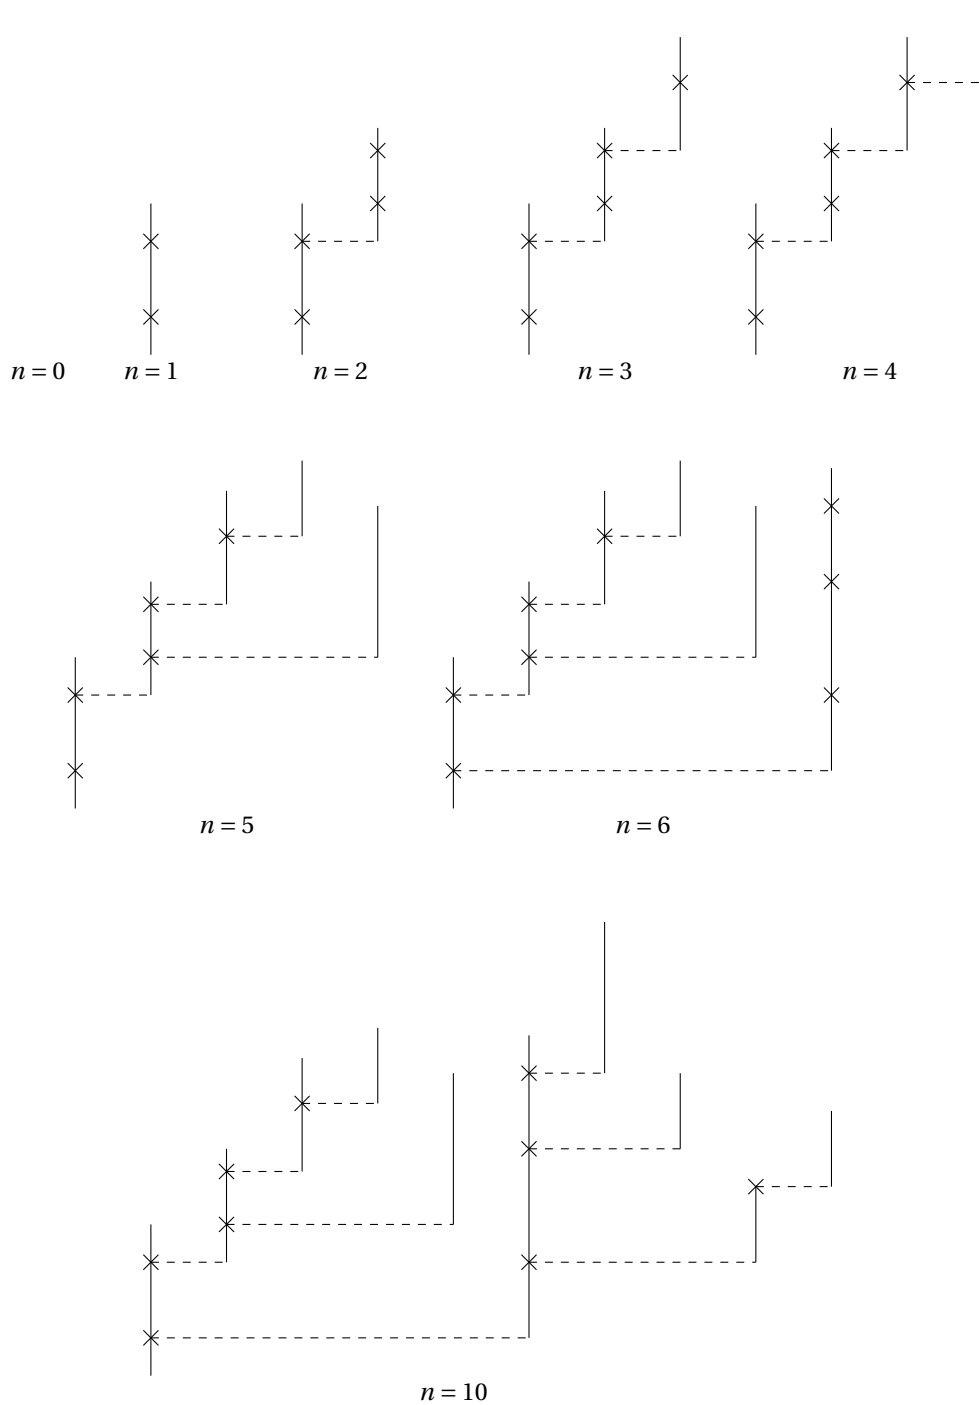 n = 0
n = 1
n = 2
n = 3
n = 4
n = 5
n = 6
n = 10